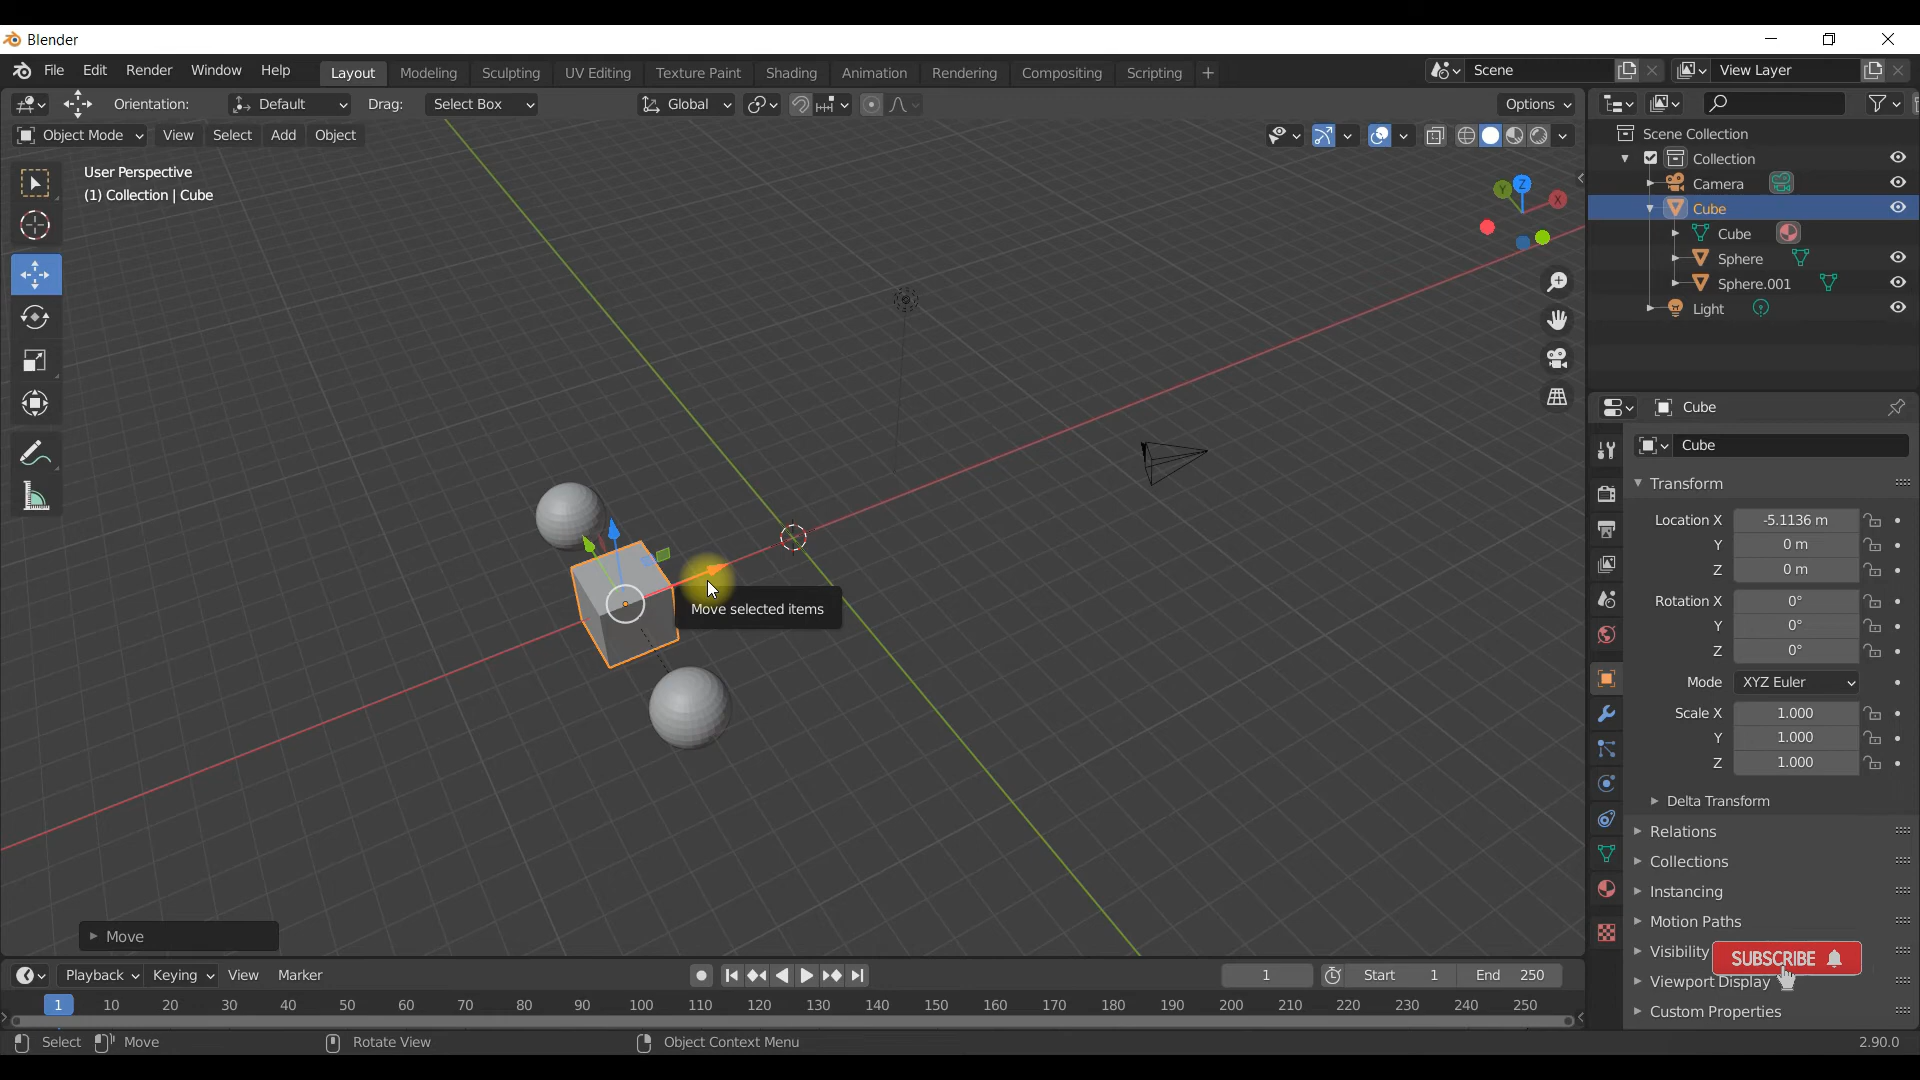 Blender
File Edit Render Window Help Layout Modeling Sculpting UV Editing Texture Paint Shading Animation Rendering Compositing Scripting + Scene View Layer
Orientation: Default Drag: Select Box Global Options
Object Mode View Select Add Object
User Perspective
(1) Collection | Cube
Z
Y
X
Move selected items
Move
Scene Collection
Collection
Camera
Cube
Cube
Sphere
Sphere.001
Light
Cube
Cube
Transform
Location X -5.1136 m
Y 0 m
Z 0 m
Rotation X 0°
Y 0°
Z 0°
Mode XYZ Euler
Scale X 1.000
Y 1.000
Z 1.000
Delta Transform
Relations
Collections
Instancing
Motion Paths
Visibility
SUBSCRIBE
Viewport Display
Custom Properties
Playback Keying View Marker 1 Start 1 End 250
1 10 20 30 40 50 60 70 80 90 100 110 120 130 140 150 160 170 180 190 200 210 220 230 240 250
Select Move Rotate View Object Context Menu 2.90.0